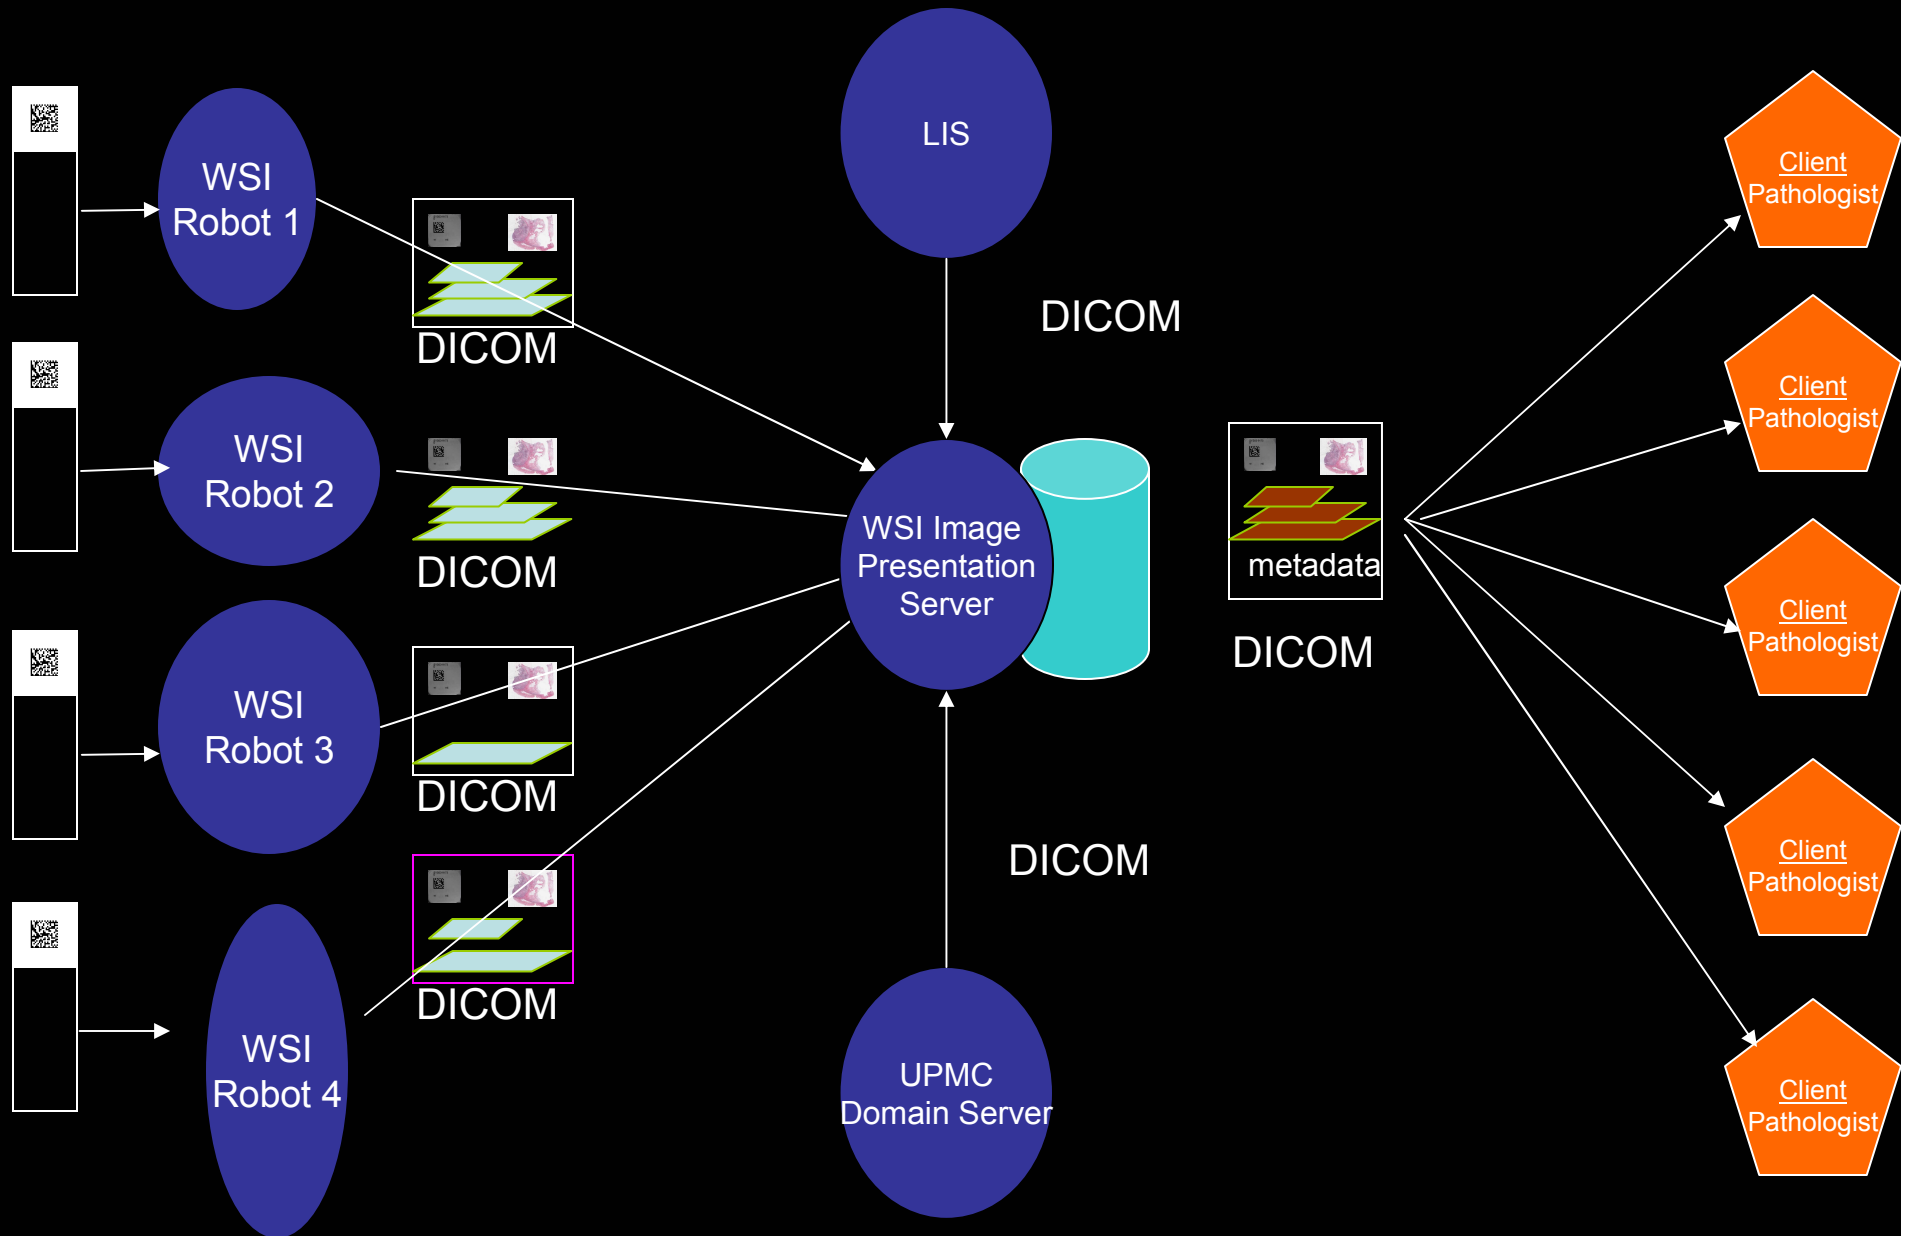 WSI
Robot 1
DICOM
WSI
Robot 2
DICOM
WSI
Robot 3
DICOM
WSI
Robot 4
DICOM
LIS
DICOM
WSI Image
Presentation
Server
DICOM
UPMC
Domain Server
metadata
DICOM
Client
Pathologist
Client
Pathologist
Client
Pathologist
Client
Pathologist
Client
Pathologist